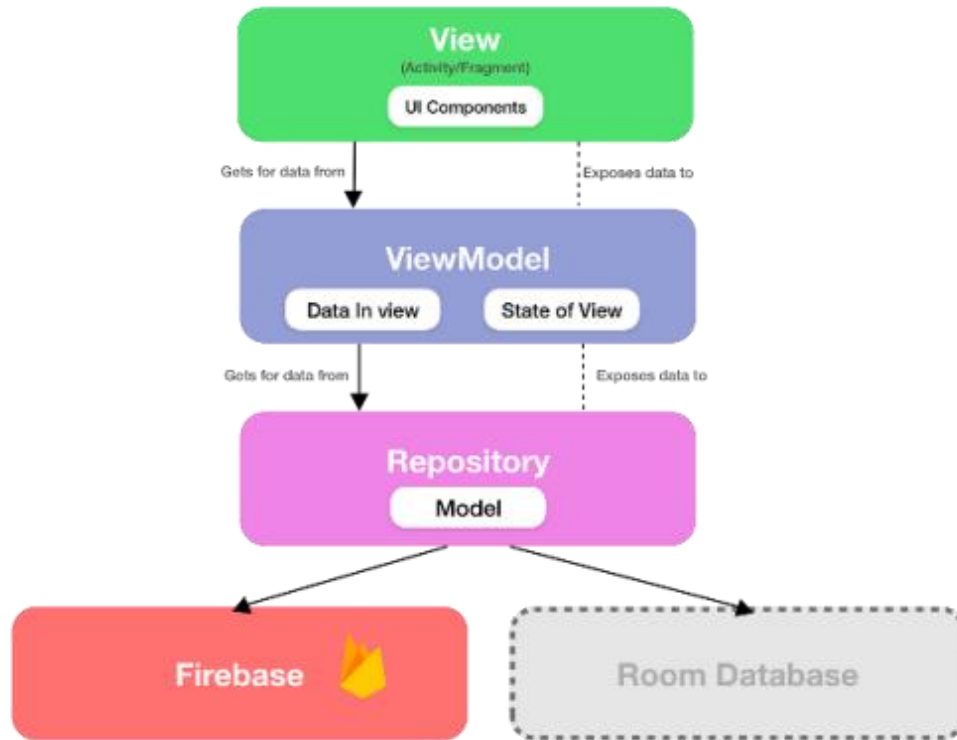 View
(Activity/Fragment)
UI Components
Gets for data from
Exposes data to
ViewModel
Data In view
State of View
Gets for data from
Exposes data to
Repository
Model
Firebase
Room Database